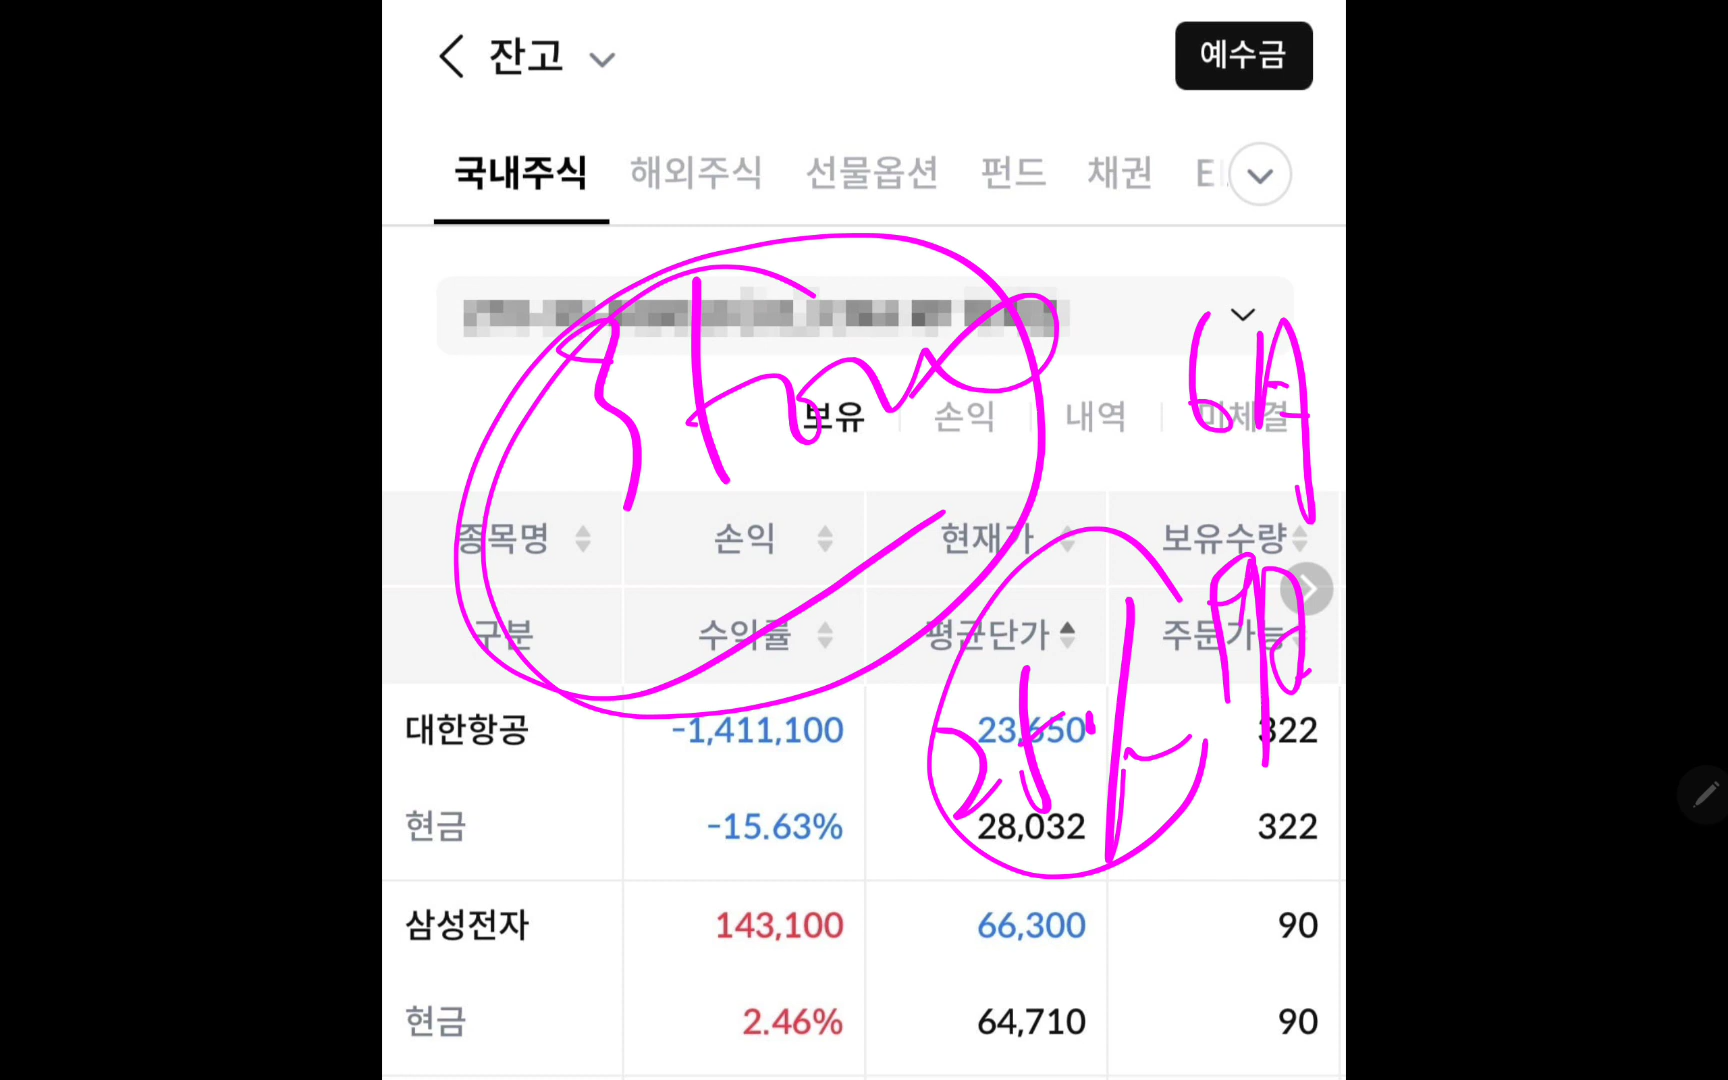 잔고
예수금
국내주식 해외주식 선물옵션 펀드 채권
보유 손익 내역 미체결
종목명 손익 현재가 보유수량
구분 수익률 평균단가 주문가능
대한항공 -1,411,100 23,650 322
현금 -15.63% 28,032 322
삼성전자 143,100 66,300 90
현금 2.46% 64,710 90